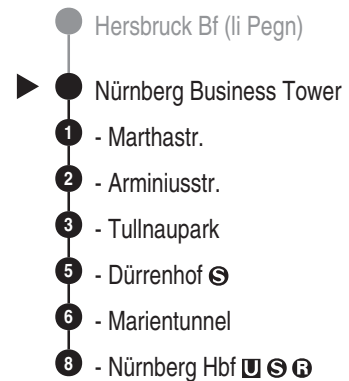 Hersbruck Bf (li Pegn)
Nürnberg Business Tower
1 - Marthastr.
2 - Arminiusstr.
3 - Tullnaupark
5 - Dürrenhof S
6 - Marientunnel
8 - Nürnberg Hbf U S R